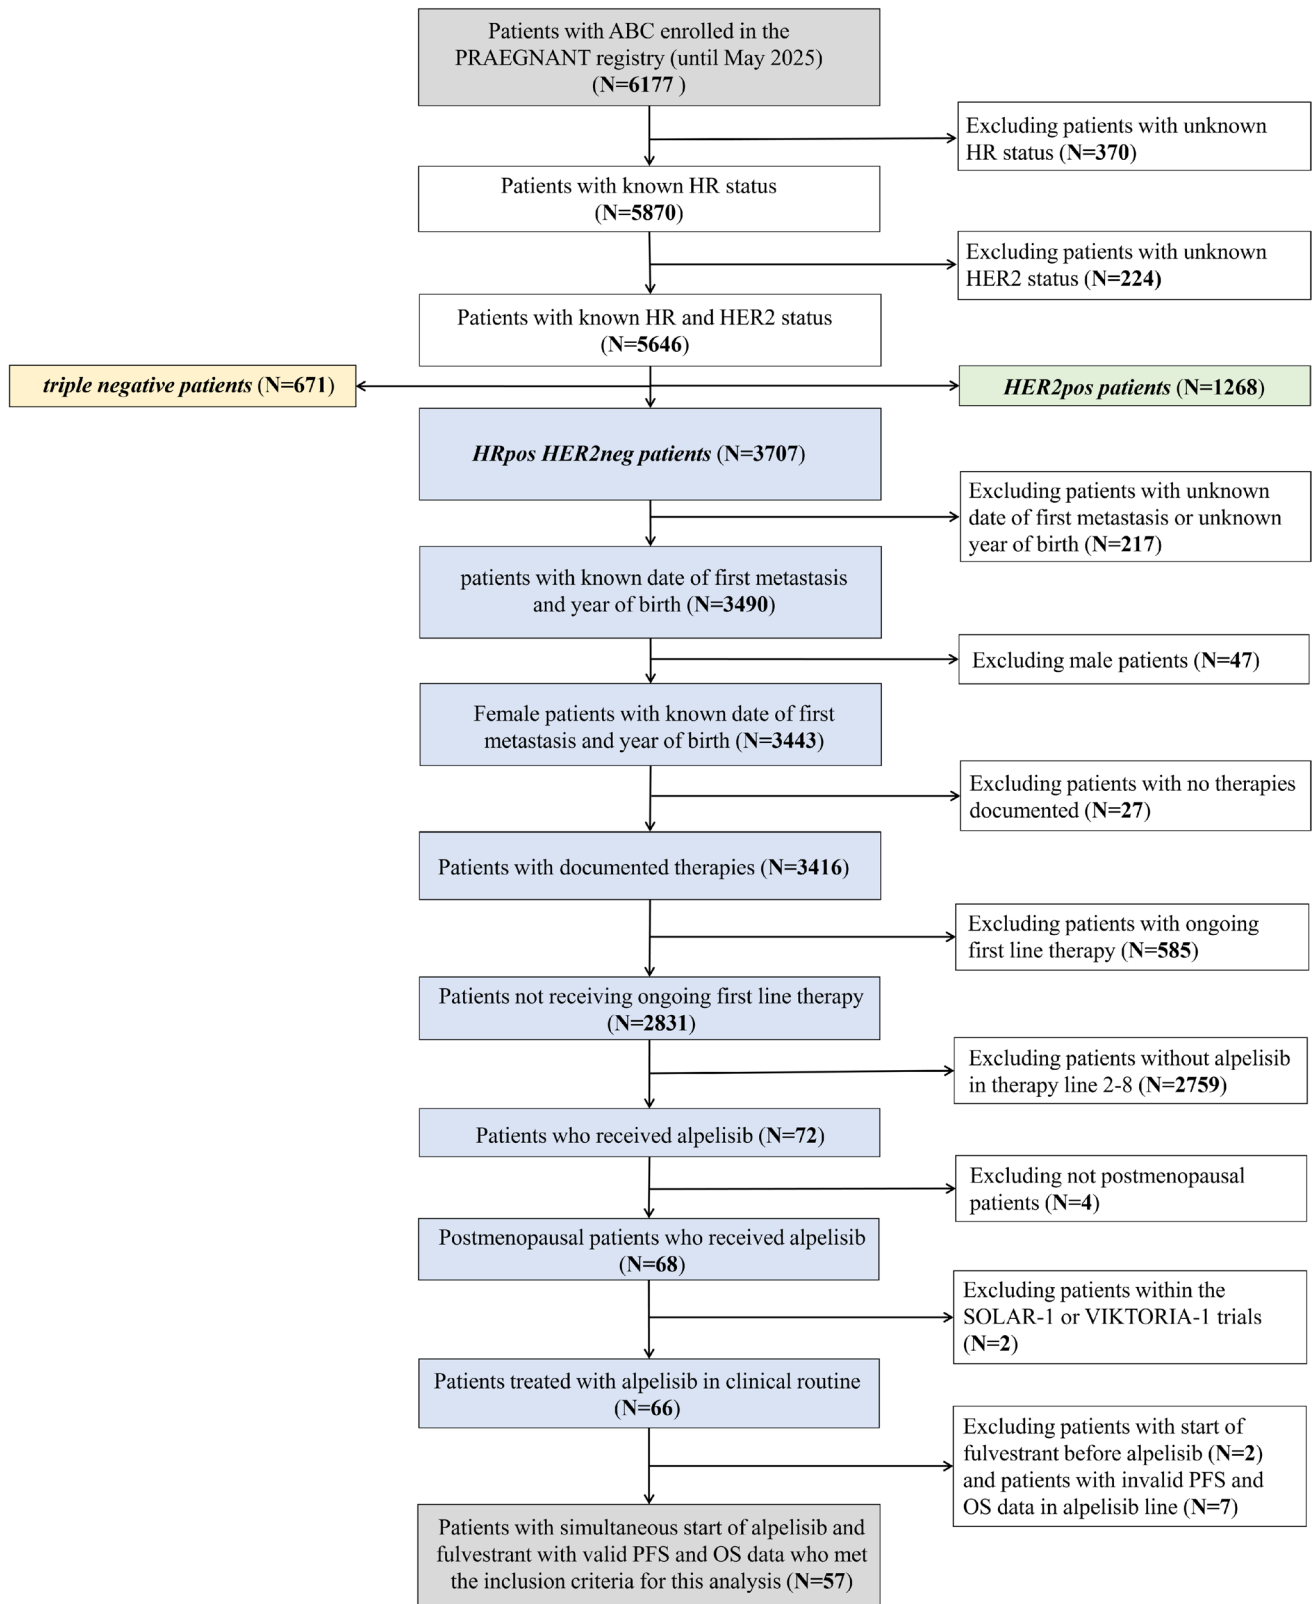 Patients with ABC enrolled in the
PRAEGNANT registry (until May 2025)
(N=6177 )
Excluding patients with unknown
HR status (N=370)
Patients with known HR status
(N=5870)
Excluding patients with unknown
HER2 status (N=224)
Patients with known HR and HER2 status
(N=5646)
triple negative patients (N=671)
HER2pos patients (N=1268)
HRpos HER2neg patients (N=3707)
Excluding patients with unknown
date of first metastasis or unknown
year of birth (N=217)
patients with known date of first metastasis
and year of birth (N=3490)
Excluding male patients (N=47)
Female patients with known date of first
metastasis and year of birth (N=3443)
Excluding patients with no therapies
documented (N=27)
Patients with documented therapies (N=3416)
Excluding patients with ongoing
first line therapy (N=585)
Patients not receiving ongoing first line therapy
(N=2831)
Excluding patients without alpelisib
in therapy line 2-8 (N=2759)
Patients who received alpelisib (N=72)
Excluding not postmenopausal
patients (N=4)
Postmenopausal patients who received alpelisib
(N=68)
Excluding patients within the
SOLAR-1 or VIKTORIA-1 trials
(N=2)
Patients treated with alpelisib in clinical routine
(N=66)
Excluding patients with start of
fulvestrant before alpelisib (N=2)
and patients with invalid PFS and
OS data in alpelisib line (N=7)
Patients with simultaneous start of alpelisib and
fulvestrant with valid PFS and OS data who met
the inclusion criteria for this analysis (N=57)